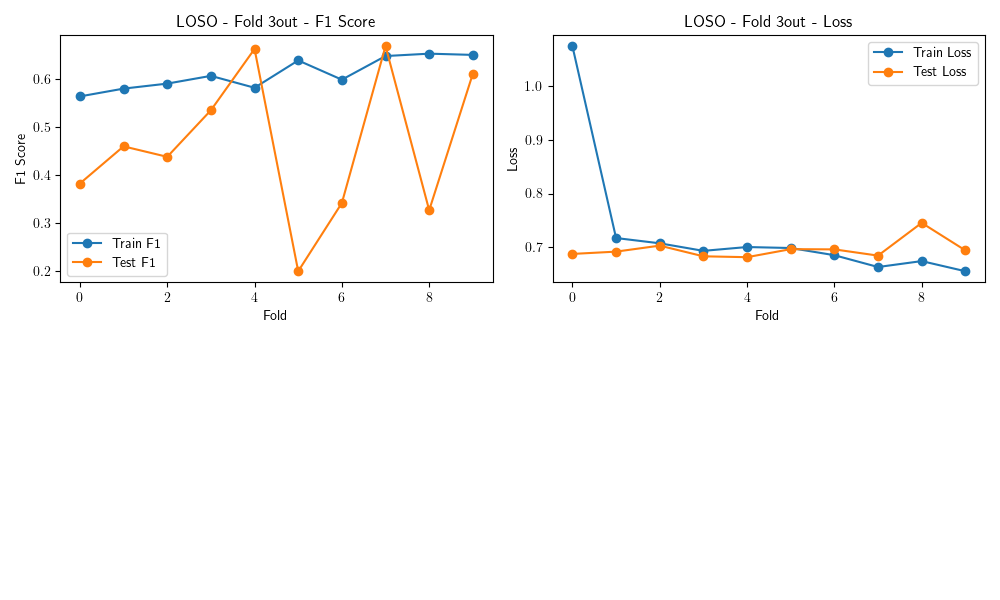 LOSO - Fold 3out - F1 Score
F1 Score
0.6
0.5
0.4
0.3
0.2
Train F1
Test F1
0 2 4 6 8
Fold
LOSO - Fold 3out - Loss
Loss
1.0
0.9
0.8
0.7
Train Loss
Test Loss
0 2 4 6 8
Fold